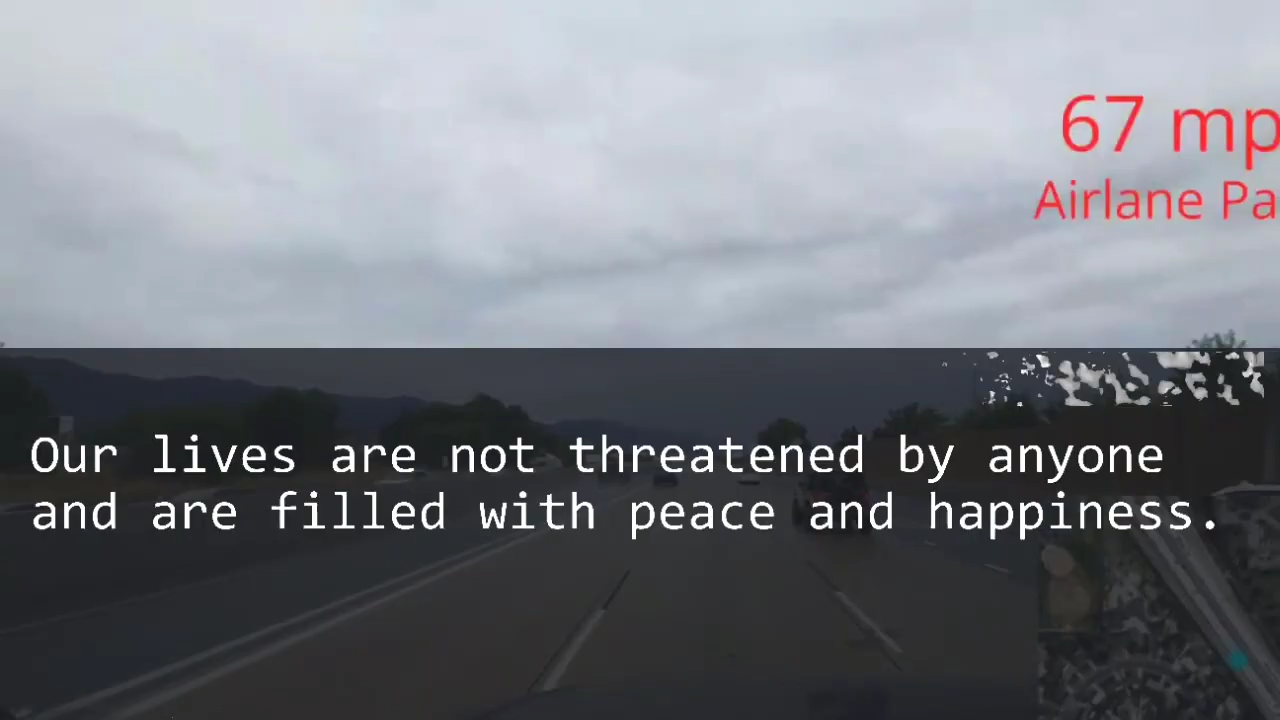 67 mp
Airlane Pa
Our lives are not threatened by anyone
and are filled with peace and happiness.